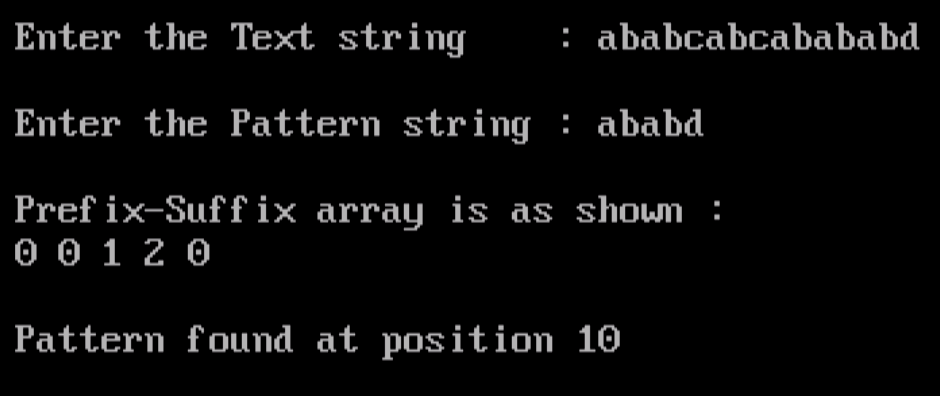 Enter the Text string    : ababcabcabababd
Enter the Pattern string : ababd
Prefix-Suffix array is as shown :
0 0 1 2 0
Pattern found at position 10